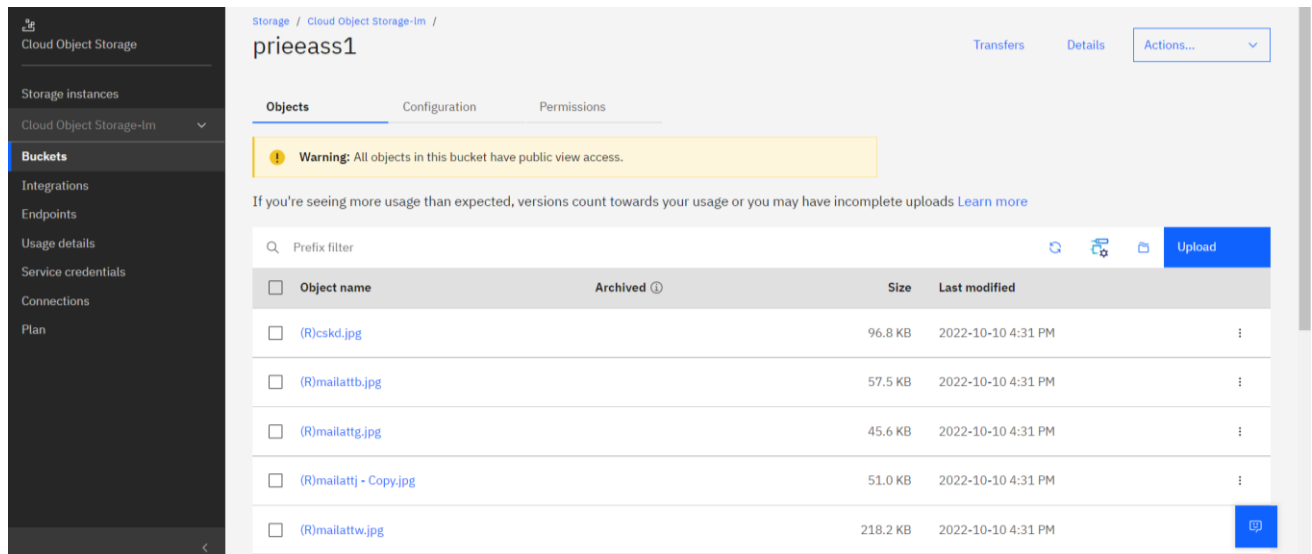 Cloud Object Storage
Storage instances
Cloud Object Storage-lm
Buckets
Integrations
Endpoints
Usage details
Service credentials
Connections
Plan
Storage / Cloud Object Storage-lm /
prieeass1
Transfers Details Actions...
Objects Configuration Permissions
Warning: All objects in this bucket have public view access.
If you're seeing more usage than expected, versions count towards your usage or you may have incomplete uploads Learn more
Prefix filter Upload
Object name Archived Size Last modified
(R)cskd.jpg 96.8 KB 2022-10-10 4:31 PM
(R)mailattb.jpg 57.5 KB 2022-10-10 4:31 PM
(R)mailattg.jpg 45.6 KB 2022-10-10 4:31 PM
(R)mailattj - Copy.jpg 51.0 KB 2022-10-10 4:31 PM
(R)mailattw.jpg 218.2 KB 2022-10-10 4:31 PM